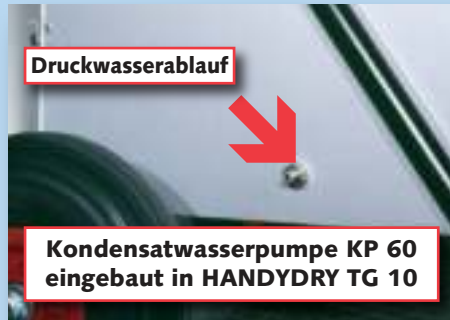 Druckwasserablauf
Kondensatwasserpumpe KP 60
eingebaut in HANDYDRY TG 10